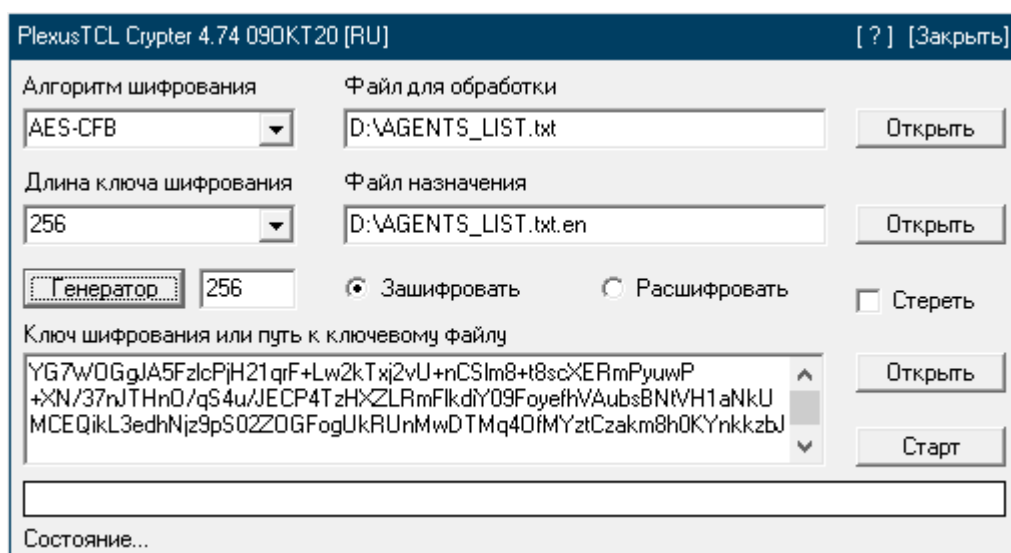 PlexusTCL Crypter 4.74 09OKT20 [RU] [ ? ] [Закрыть]
Алгоритм шифрования Файл для обработки
AES-CFB D:\AGENTS_LIST.txt Открыть
Длина ключа шифрования Файл назначения
256 D:\AGENTS_LIST.txt.en Открыть
Генератор 256 Зашифровать Расшифровать Стереть
Ключ шифрования или путь к ключевому файлу
YG7WOGgJA5FzlcPjH21qrF+Lw2kTxj2vU+nCSlm8+t8scXERmPyuwP
+XN/37nJTHnO/qS4u/JECP4TzHXZLRmFlkdiY09FoyefhVAubsBNtVH1aNkU
MCEQikL3edhNjz9pS02ZOGFogUkRUnMwDTMq4OfMYztCzakm8h0KYnkkzbJ
Открыть
Старт
Состояние...